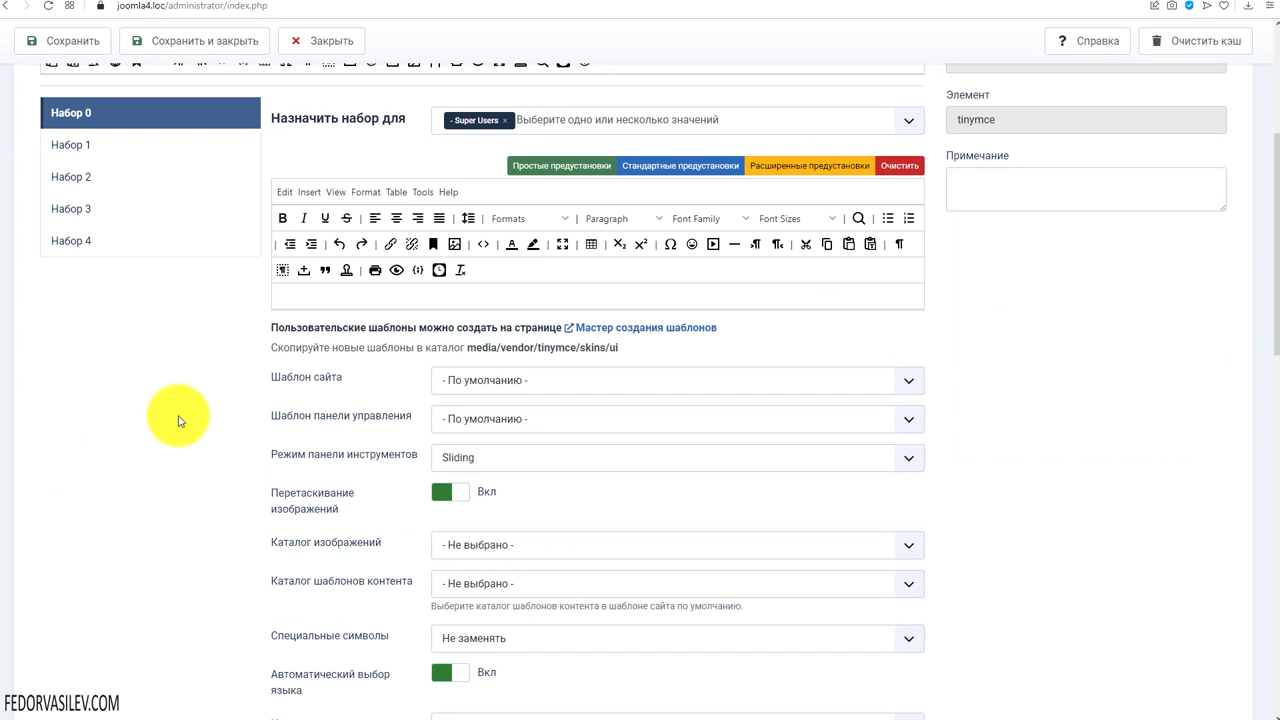 joomla4.loc/administrator/index.php
Сохранить
Сохранить и закрыть
Закрыть
Справка
Очистить кэш
Набор 0
Набор 1
Набор 2
Набор 3
Набор 4
Назначить набор для
- Super Users × Выберите одно или несколько значений
Простые предустановки
Стандартные предустановки
Расширенные предустановки
Очистить
Edit Insert View Format Table Tools Help
Formats Paragraph Font Family Font Sizes
Пользовательские шаблоны можно создать на странице Мастер создания шаблонов
Скопируйте новые шаблоны в каталог media/vendor/tinymce/skins/ui
Шаблон сайта
- По умолчанию -
Шаблон панели управления
- По умолчанию -
Режим панели инструментов
Sliding
Перетаскивание
изображений
Вкл
Каталог изображений
- Не выбрано -
Каталог шаблонов контента
- Не выбрано -
Выберите каталог шаблонов контента в шаблоне сайта по умолчанию.
Специальные символы
Не заменять
Автоматический выбор
языка
Вкл
Элемент
tinymce
Примечание
FEDORVASILEV.COM